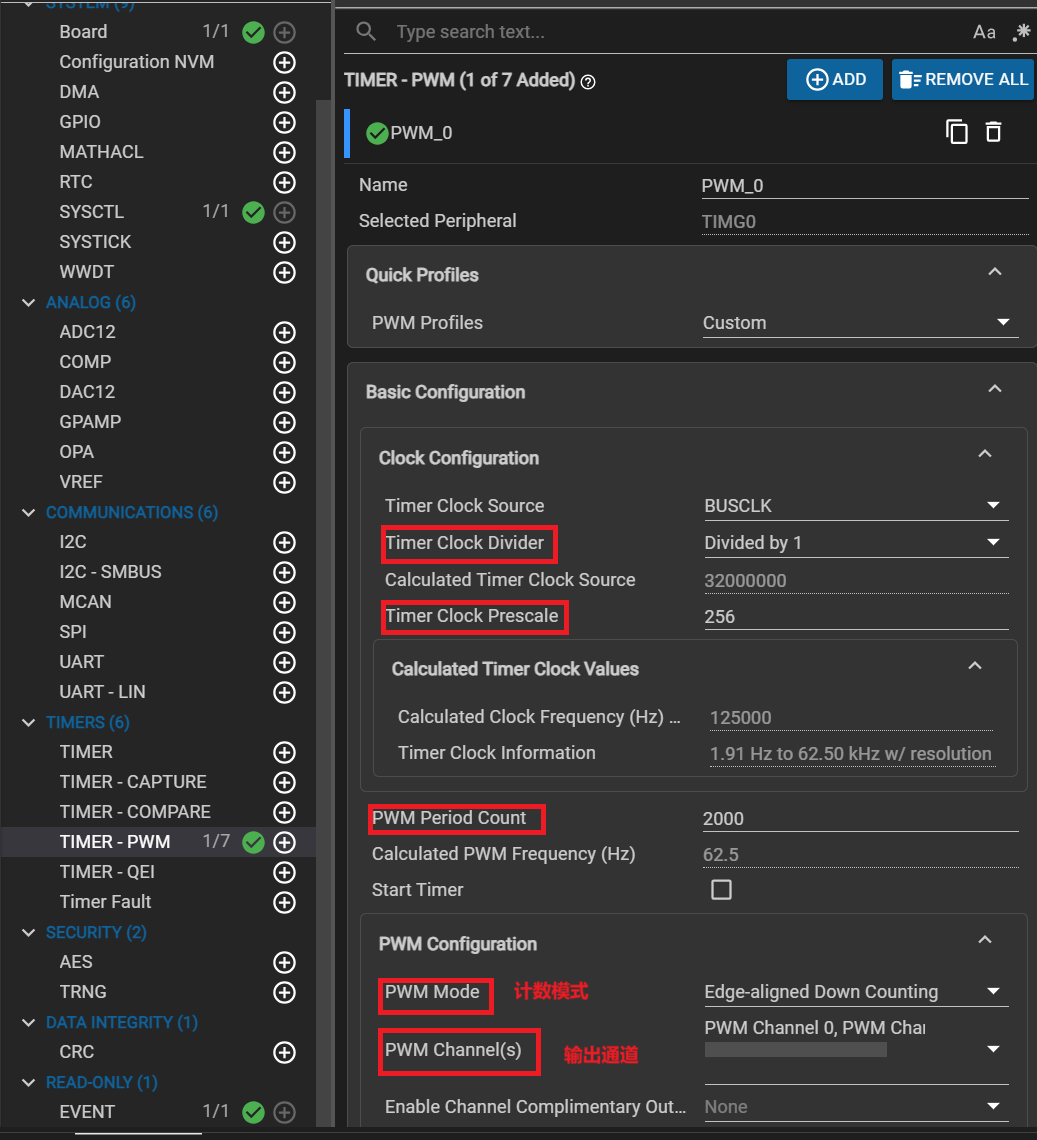 SYSTEM (9)
Board 1/1
Configuration NVM
DMA
GPIO
MATHACL
RTC
SYSCTL 1/1
SYSTICK
WWDT
ANALOG (6)
ADC12
COMP
DAC12
GPAMP
OPA
VREF
COMMUNICATIONS (6)
I2C
I2C - SMBUS
MCAN
SPI
UART
UART - LIN
TIMERS (6)
TIMER
TIMER - CAPTURE
TIMER - COMPARE
TIMER - PWM 1/7
TIMER - QEI
Timer Fault
SECURITY (2)
AES
TRNG
DATA INTEGRITY (1)
CRC
READ-ONLY (1)
EVENT 1/1
Type search text... Aa .*
TIMER - PWM (1 of 7 Added) ? ADD REMOVE ALL
PWM_0
Name PWM_0
Selected Peripheral TIMG0
Quick Profiles
PWM Profiles Custom
Basic Configuration
Clock Configuration
Timer Clock Source BUSCLK
Timer Clock Divider Divided by 1
Calculated Timer Clock Source 32000000
Timer Clock Prescale 256
Calculated Timer Clock Values
Calculated Clock Frequency (Hz) ... 125000
Timer Clock Information 1.91 Hz to 62.50 kHz w/ resolution
PWM Period Count 2000
Calculated PWM Frequency (Hz) 62.5
Start Timer
PWM Configuration
PWM Mode 计数模式 Edge-aligned Down Counting
PWM Channel(s) 输出通道 PWM Channel 0, PWM Chan
Enable Channel Complimentary Out... None